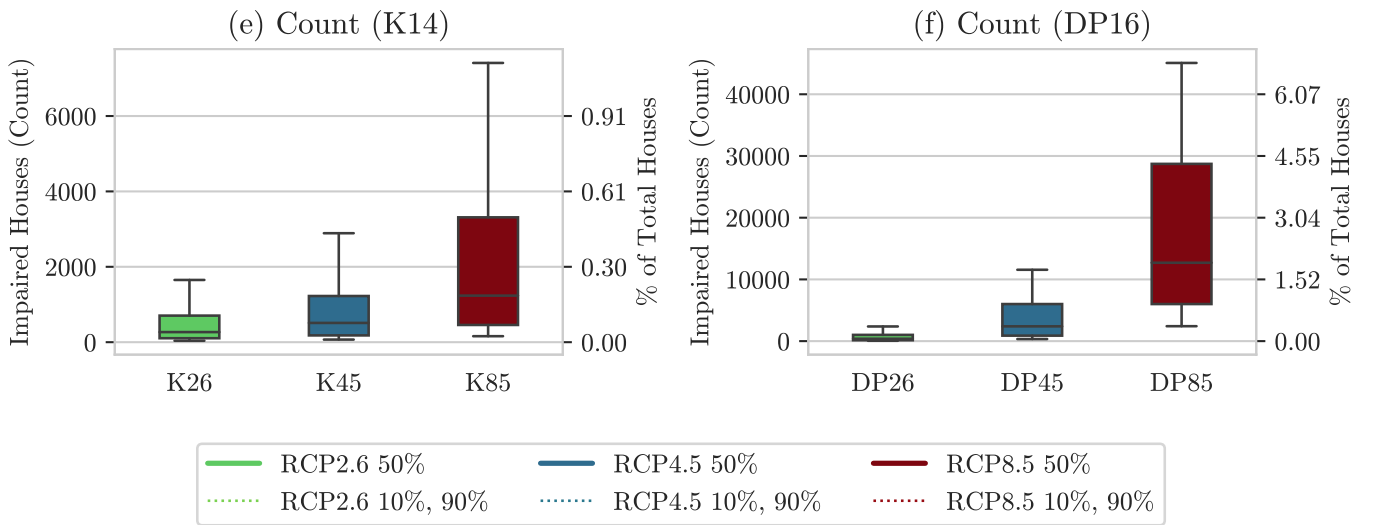 (e) Count (K14)
Impaired Houses (Count)
6000
4000
2000
0
0.91
0.61
0.30
0.00
% of Total Houses
K26
K45
K85
(f) Count (DP16)
Impaired Houses (Count)
40000
30000
20000
10000
0
6.07
4.55
3.04
1.52
0.00
% of Total Houses
DP26
DP45
DP85
RCP2.6 50%
RCP2.6 10%, 90%
RCP4.5 50%
RCP4.5 10%, 90%
RCP8.5 50%
RCP8.5 10%, 90%